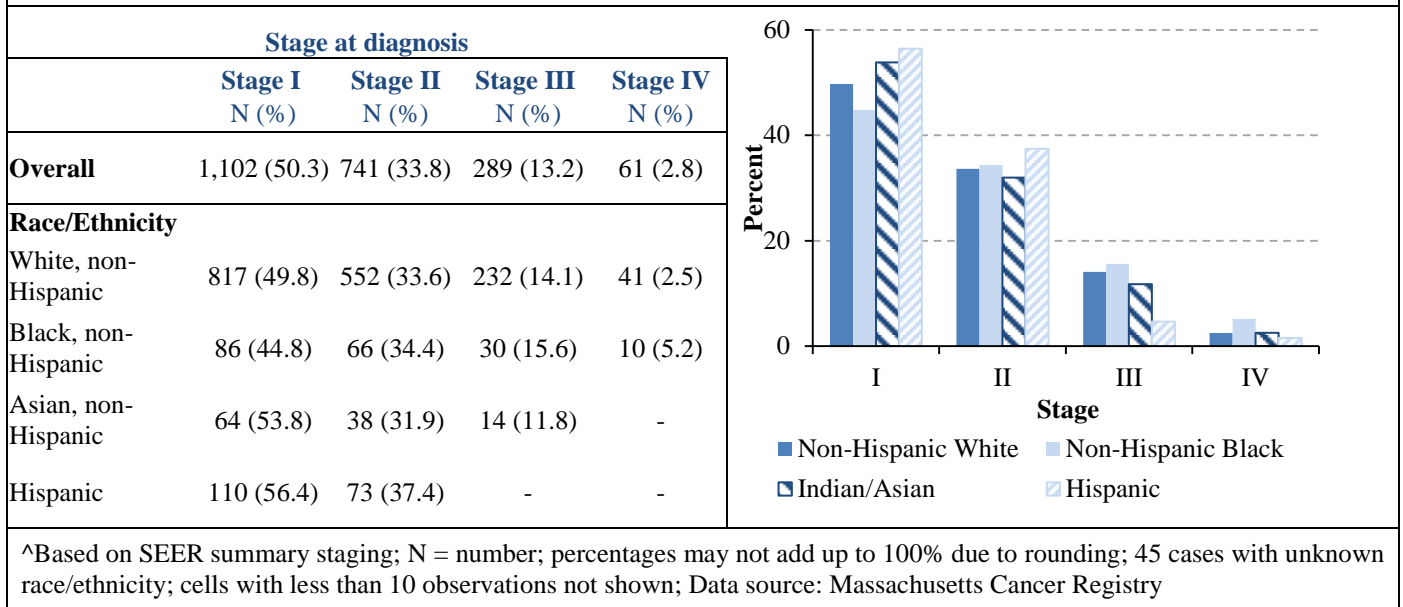 Stage at diagnosis
Stage I Stage II Stage III Stage IV
N (%) N (%) N (%) N (%)
Overall 1,102 (50.3) 741 (33.8) 289 (13.2) 61 (2.8)
Race/Ethnicity
White, non-
Hispanic 817 (49.8) 552 (33.6) 232 (14.1) 41 (2.5)
Black, non-
Hispanic 86 (44.8) 66 (34.4) 30 (15.6) 10 (5.2)
Asian, non-
Hispanic 64 (53.8) 38 (31.9) 14 (11.8) -
Hispanic 110 (56.4) 73 (37.4) - -
60
40
20
0
Percent
I II III IV
Stage
Non-Hispanic White Non-Hispanic Black
Indian/Asian Hispanic
^Based on SEER summary staging; N = number; percentages may not add up to 100% due to rounding; 45 cases with unknown
race/ethnicity; cells with less than 10 observations not shown; Data source: Massachusetts Cancer Registry